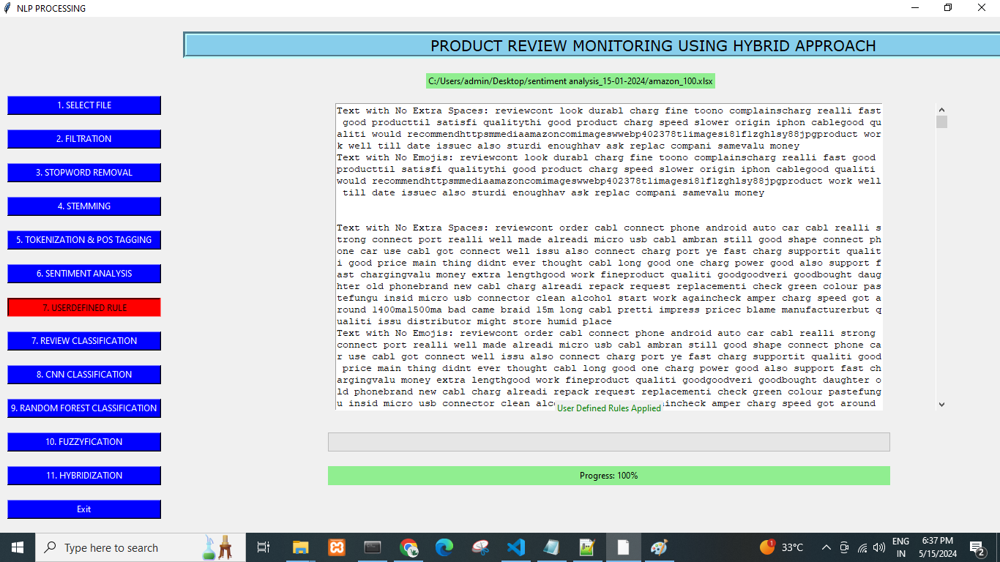 NLP PROCESSING
PRODUCT REVIEW MONITORING USING HYBRID APPROACH
C:/Users/admin/Desktop/sentiment analysis_15-01-2024/amazon_100.xlsx
1. SELECT FILE
2. FILTRATION
3. STOPWORD REMOVAL
4. STEMMING
5. TOKENIZATION & POS TAGGING
6. SENTIMENT ANALYSIS
7. USERDEFINED RULE
7. REVIEW CLASSIFICATION
8. CNN CLASSIFICATION
9. RANDOM FOREST CLASSIFICATION
10. FUZZYFICATION
11. HYBRIDIZATION
Exit
Text with No Extra Spaces: reviewcont look durabl charg fine toono complainscharg realli fast
good producttil satisfi qualitythi good product charg speed slower origin iphon cablegood qu
aliti would recommendhttpsmmediaamazoncomimageswwebp402378t1imagesi81f1zghlsy88jpgproduct wor
k well till date issuec also sturdi enoughhav ask replac compani samevalu money
Text with No Emojis: reviewcont look durabl charg fine toono complainscharg realli fast good
producttil satisfi qualitythi good product charg speed slower origin iphon cablegood qualiti
would recommendhttpsmmediaamazoncomimageswwebp402378t1imagesi81f1zghlsy88jpgproduct work well
till date issuec also sturdi enoughhav ask replac compani samevalu money
Text with No Extra Spaces: reviewcont order cabl connect phone android auto car cabl realli s
trong connect port realli well made alreadi micro usb cabl ambran still good shape connect ph
one car use cabl got connect well issu also connect charg port ye fast charg supportit qualit
i good price main thing didnt ever thought cabl long good one charg power good also support f
ast chargingvalu money extra lengthgood work fineproduct qualiti goodgoodveri goodbought daug
hter old phonebrand new cabl charg alreadi repack request replacementi check green colour pas
tefungu insid micro usb connector clean alcohol start work againcheck amper charg speed got a
round 1400ma1500ma bad came braid 15m long cabl pretti impress pricec blame manufacturerbut q
ualiti issu distributor might store humid place
Text with No Emojis: reviewcont order cabl connect phone android auto car cabl realli strong
connect port realli well made alreadi micro usb cabl ambran still good shape connect phone ca
r use cabl got connect well issu also connect charg port ye fast charg supportit qualiti good
price main thing didnt ever thought cabl long good one charg power good also support fast ch
argingvalu money extra lengthgood work fineproduct qualiti goodgoodveri goodbought daughter o
ld phonebrand new cabl charg alreadi repack request replacementi check green colour pastefung
u insid micro usb connector clean alc aincheck amper charg speed got around
User Defined Rules Applied
Progress: 100%
Type here to search
1
33°C
ENG
IN
6:37 PM
5/15/2024
2